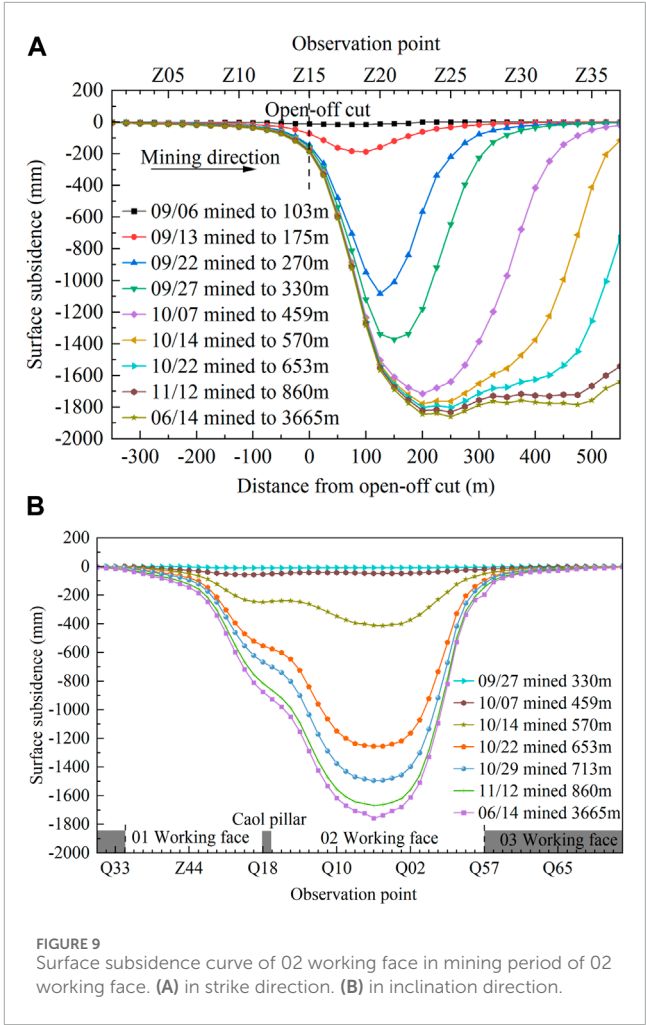 A
Observation point
Z05 Z10 Z15 Z20 Z25 Z30 Z35
200
0
-200
-400
-600
-800
-1000
-1200
-1400
-1600
-1800
-2000
Surface subsidence (mm)
Open-off cut
Mining direction
09/06 mined to 103m
09/13 mined to 175m
09/22 mined to 270m
09/27 mined to 330m
10/07 mined to 459m
10/14 mined to 570m
10/22 mined to 653m
11/12 mined to 860m
06/14 mined to 3665m
-300 -200 -100 0 100 200 300 400 500
Distance from open-off cut (m)
B
200
0
-200
-400
-600
-800
-1000
-1200
-1400
-1600
-1800
-2000
Surface subsidence (mm)
09/27 mined 330m
10/07 mined 459m
10/14 mined 570m
10/22 mined 653m
10/29 mined 713m
11/12 mined 860m
06/14 mined 3665m
Caol pillar
01 Working face 02 Working face 03 Working face
Q33 Z44 Q18 Q10 Q02 Q57 Q65
Observation point
FIGURE 9
Surface subsidence curve of 02 working face in mining period of 02
working face. (A) in strike direction. (B) in inclination direction.